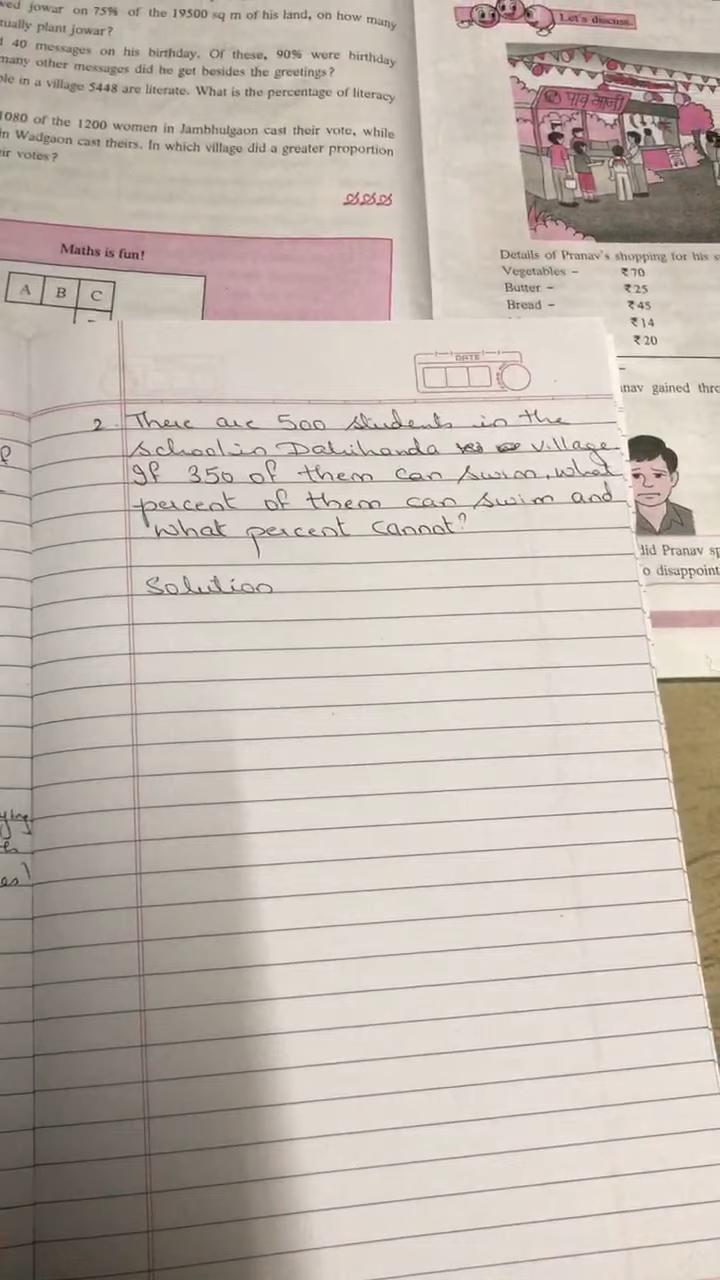 ved jowar on 75% of the 19500 sq m of his land, on how many
tually plant jowar?
40 messages on his birthday. Of these, 90% were birthday
many other messages did he get besides the greetings?
ple in a village 5448 are literate. What is the percentage of literacy
1080 of the 1200 women in Jambhulgaon cast their vote, while
in Wadgaon cast theirs. In which village did a greater proportion
eir votes?
Maths is fun!
A B C
Let's discuss.
पाव भाजी
Details of Pranav's shopping for his s
Vegetables - ₹70
Butter - ₹25
Bread - ₹45
₹14
₹20
nav gained thro
did Pranav sp
o disappoint
DATE
2. There are 500 students in the
school in Dahihanda village
If 350 of them can swim, what
percent of them can swim and
what percent cannot?
Solution
ying
es)